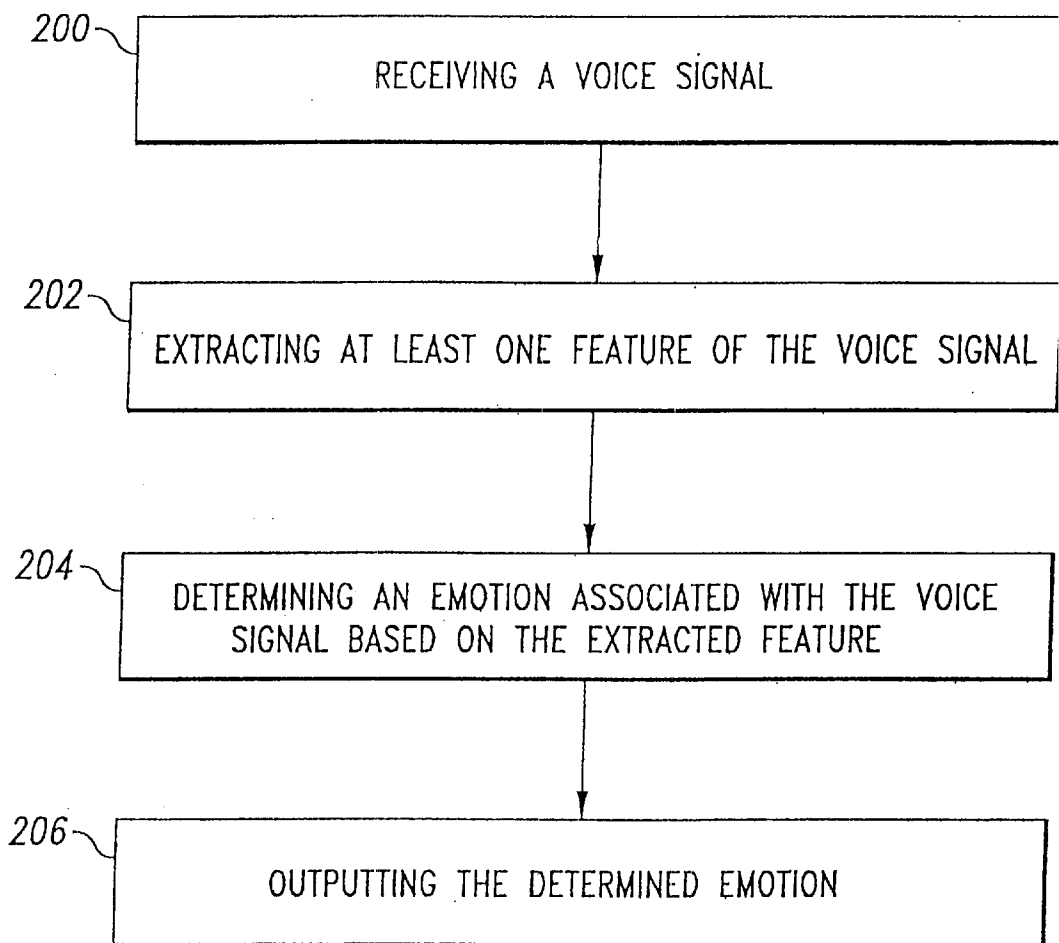 200
RECEIVING A VOICE SIGNAL
202
EXTRACTING AT LEAST ONE FEATURE OF THE VOICE SIGNAL
204
DETERMINING AN EMOTION ASSOCIATED WITH THE VOICE
SIGNAL BASED ON THE EXTRACTED FEATURE
206
OUTPUTTING THE DETERMINED EMOTION